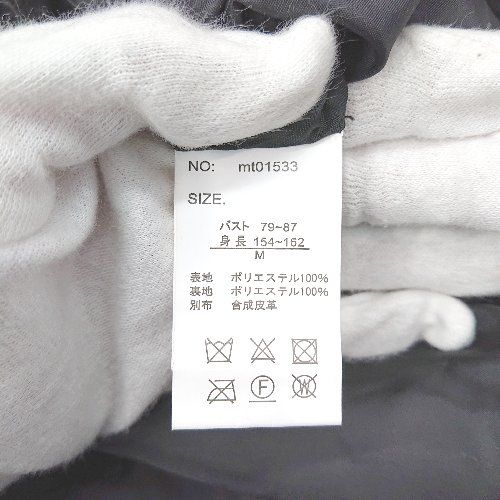 NO: mt01533
SIZE.
バスト 79~87
身長 154~162
M
表地 ポリエステル100%
裏地 ポリエステル100%
別布 合成皮革
F
W